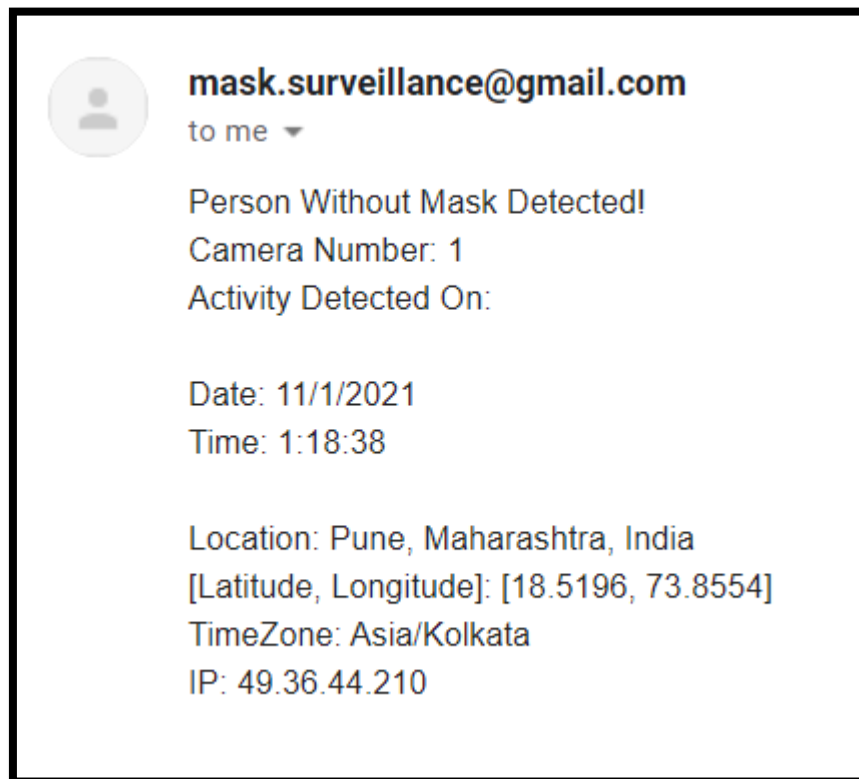 mask.surveillance@gmail.com
to me
Person Without Mask Detected!
Camera Number: 1
Activity Detected On:
Date: 11/1/2021
Time: 1:18:38
Location: Pune, Maharashtra, India
[Latitude, Longitude]: [18.5196, 73.8554]
TimeZone: Asia/Kolkata
IP: 49.36.44.210